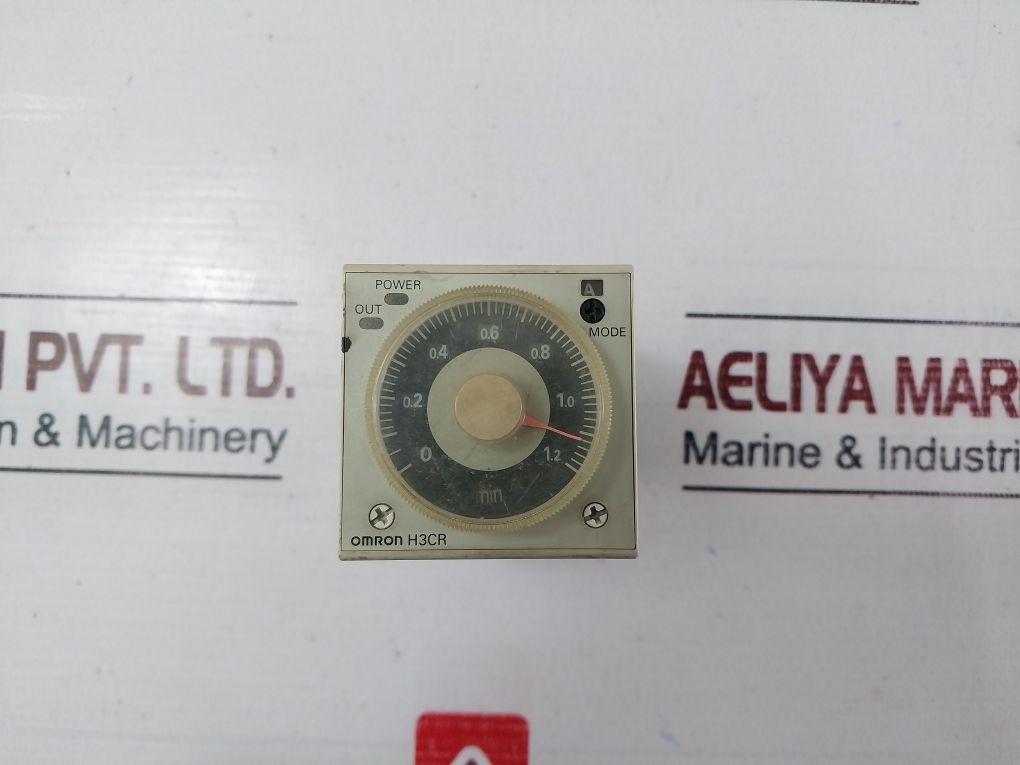 POWER
OUT
A
MODE
0 0.2 0.4 0.6 0.8 1.0 1.2
omron H3CR
PVT. LTD.
n & Machinery
AELIYA MAR
Marine & Industri